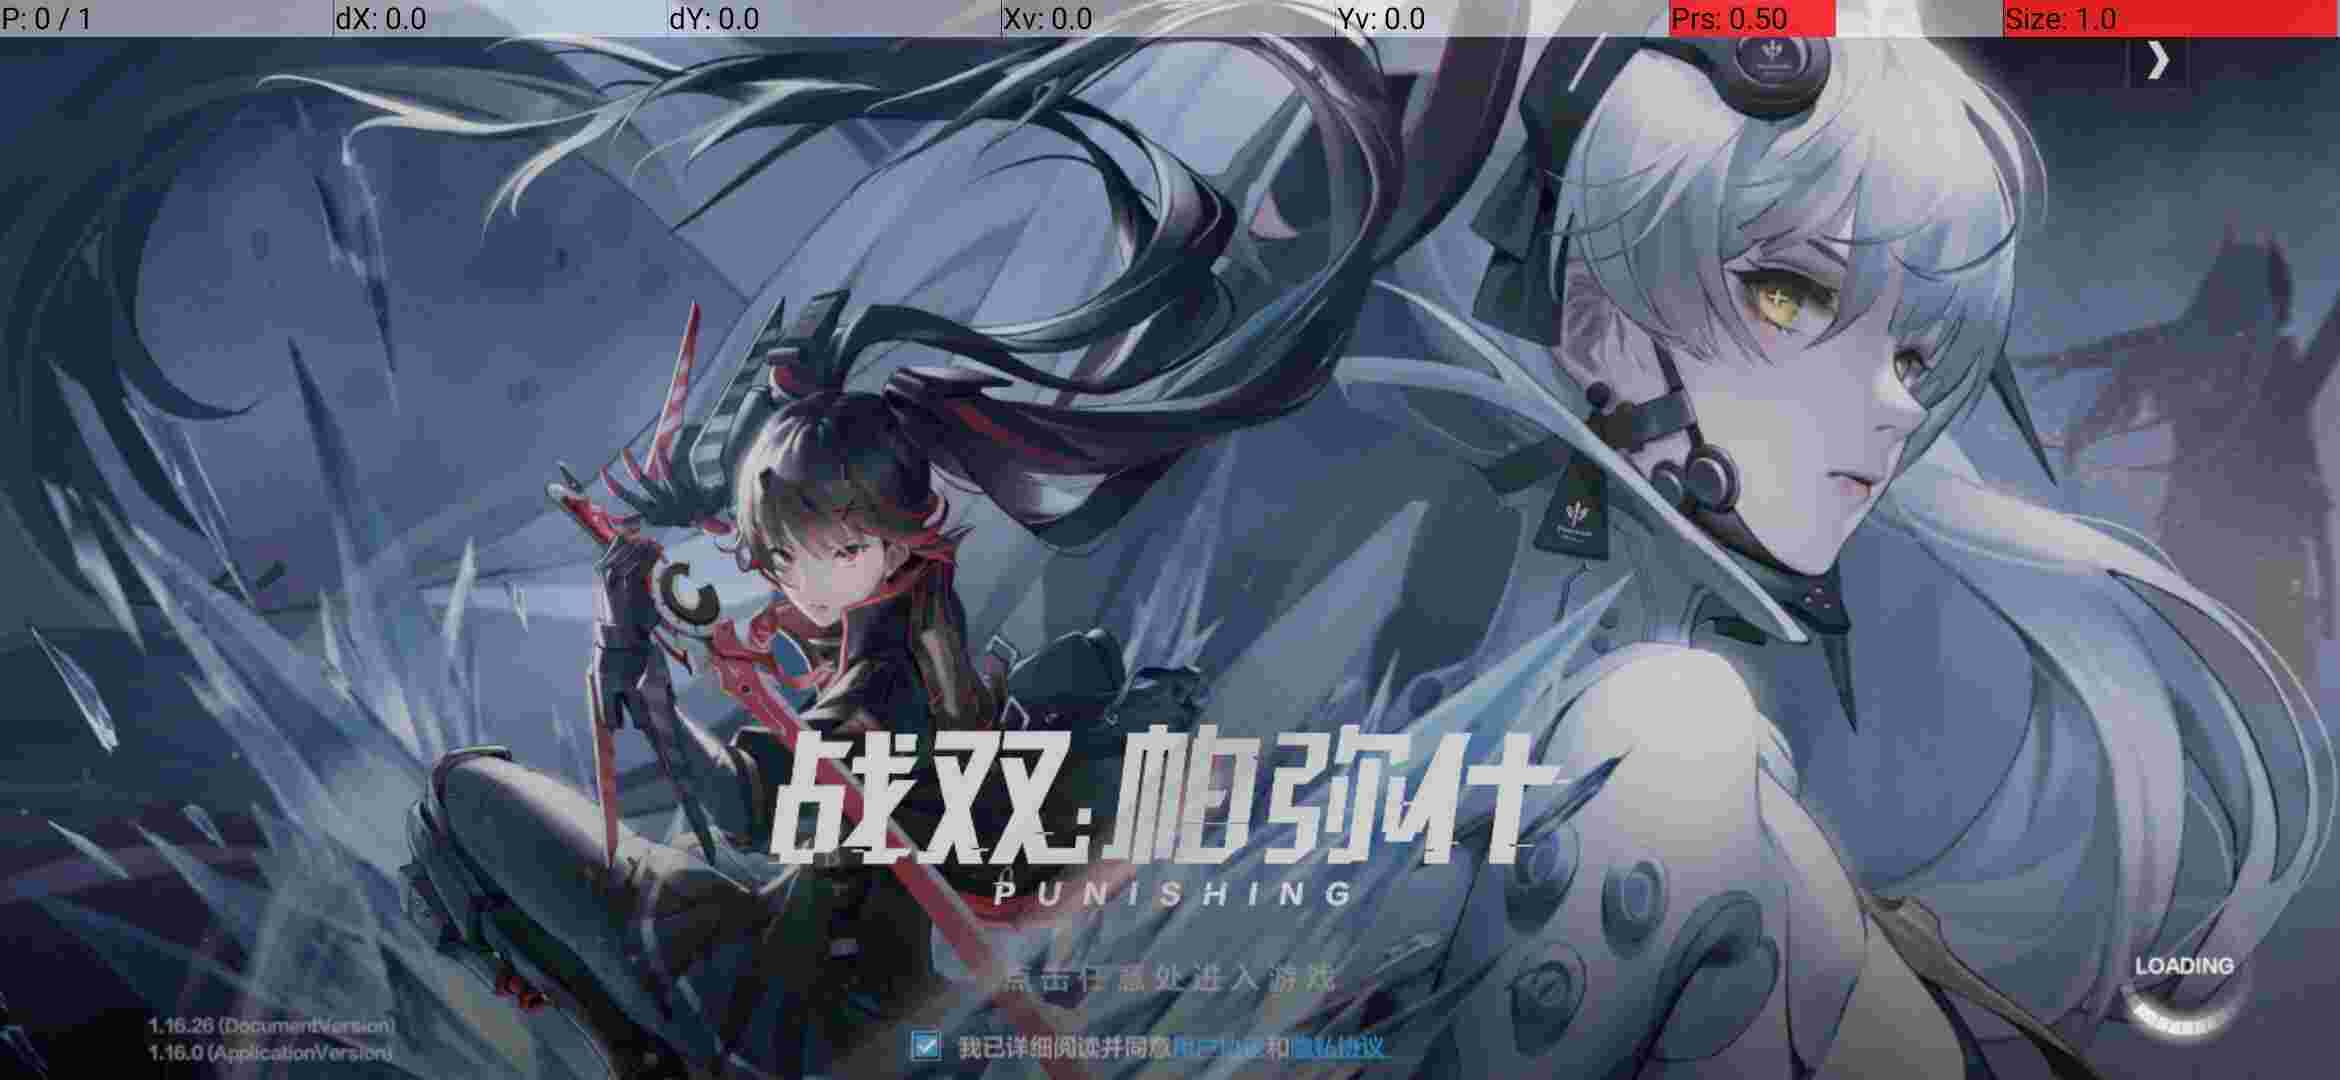 P: 0 / 1 dX: 0.0 dY: 0.0 Xv: 0.0 Yv: 0.0 Prs: 0.50 Size: 1.0
战双:帕弥什
PUNISHING
点击任意处进入游戏
LOADING
1.16.26 (DocumentVersion)
1.16.0 (ApplicationVersion)
我已详细阅读并同意用户协议和隐私协议